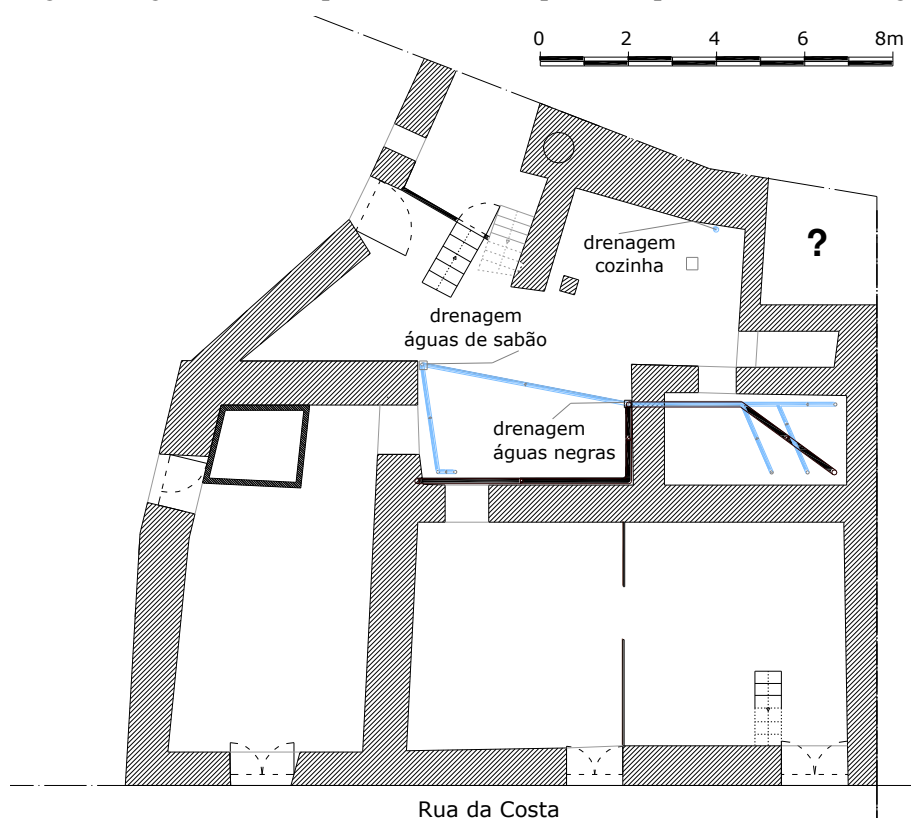 0 2 4 6 8m
?
drenagem
cozinha
drenagem
águas de sabão
drenagem
águas negras
Rua da Costa